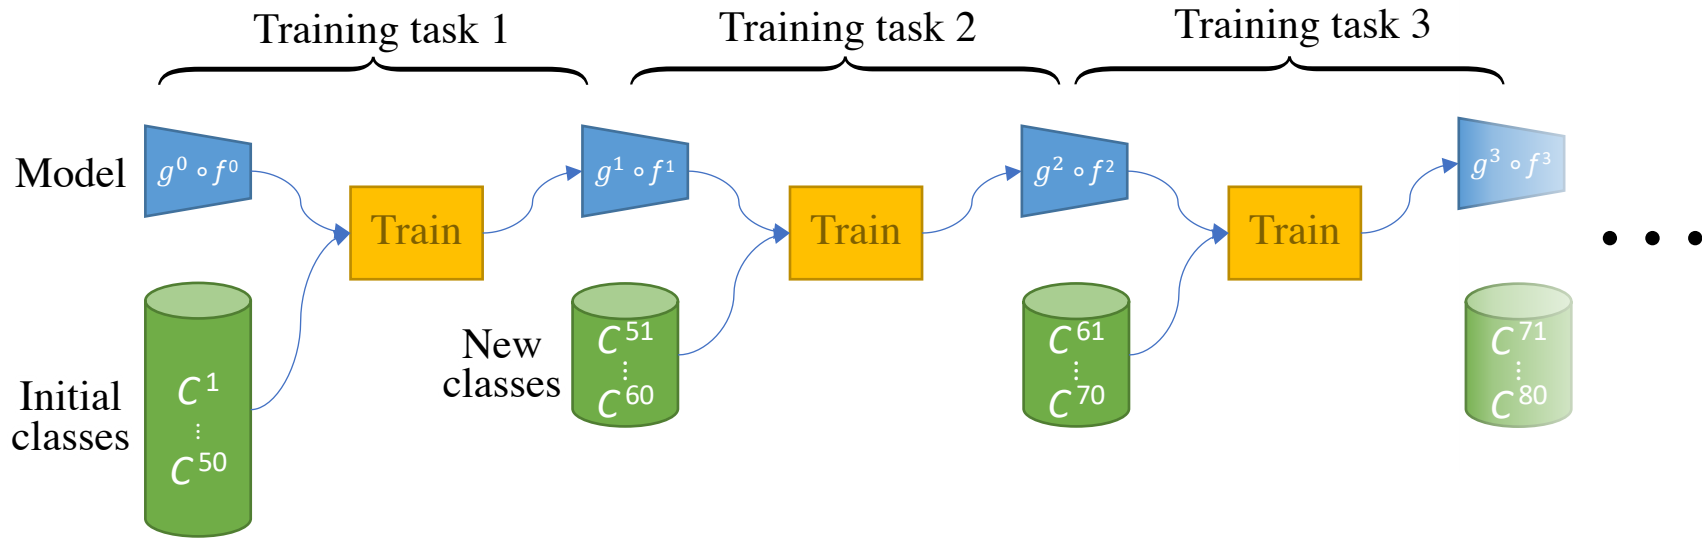 Training task 1
Training task 2
Training task 3
Model
g⁰ ∘ f⁰
g¹ ∘ f¹
g² ∘ f²
g³ ∘ f³
Train
Train
Train
Initial
classes
C¹
⋮
C⁵⁰
New
classes
C⁵¹
⋮
C⁶⁰
C⁶¹
⋮
C⁷⁰
C⁷¹
⋮
C⁸⁰
• • •